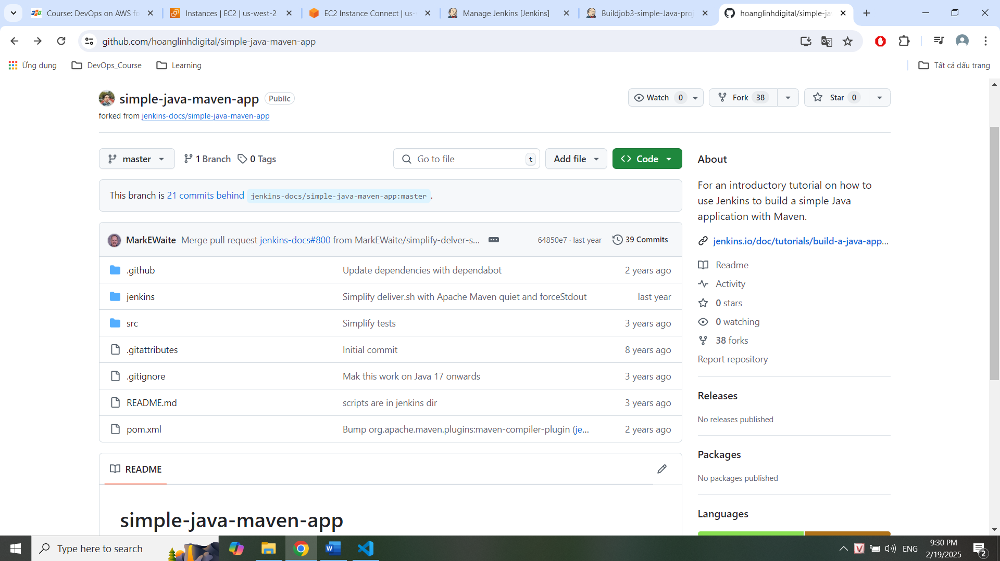 Course: DevOps on AWS fo
Instances | EC2 | us-west-2
EC2 Instance Connect | us-
Manage Jenkins [Jenkins]
Buildjob3-simple-Java-proj
hoanglinhdigital/simple-ja
github.com/hoanglinhdigital/simple-java-maven-app
Ứng dụng
DevOps_Course
Learning
Tất cả dấu trang
simple-java-maven-app
Public
forked from jenkins-docs/simple-java-maven-app
Watch 0
Fork 38
Star 0
master
1 Branch
0 Tags
Go to file
t
Add file
<> Code
This branch is 21 commits behind jenkins-docs/simple-java-maven-app:master .
MarkEWaite Merge pull request jenkins-docs#800 from MarkEWaite/simplify-delver-s...
64850e7 · last year
39 Commits
.github Update dependencies with dependabot 2 years ago
jenkins Simplify deliver.sh with Apache Maven quiet and forceStdout last year
src Simplify tests 3 years ago
.gitattributes Initial commit 8 years ago
.gitignore Mak this work on Java 17 onwards 3 years ago
README.md scripts are in jenkins dir 3 years ago
pom.xml Bump org.apache.maven.plugins:maven-compiler-plugin (je... 2 years ago
README
simple-java-maven-app
About
For an introductory tutorial on how to
use Jenkins to build a simple Java
application with Maven.
jenkins.io/doc/tutorials/build-a-java-app...
Readme
Activity
0 stars
0 watching
38 forks
Report repository
Releases
No releases published
Packages
No packages published
Languages
Type here to search
ENG
9:30 PM
2/19/2025
2